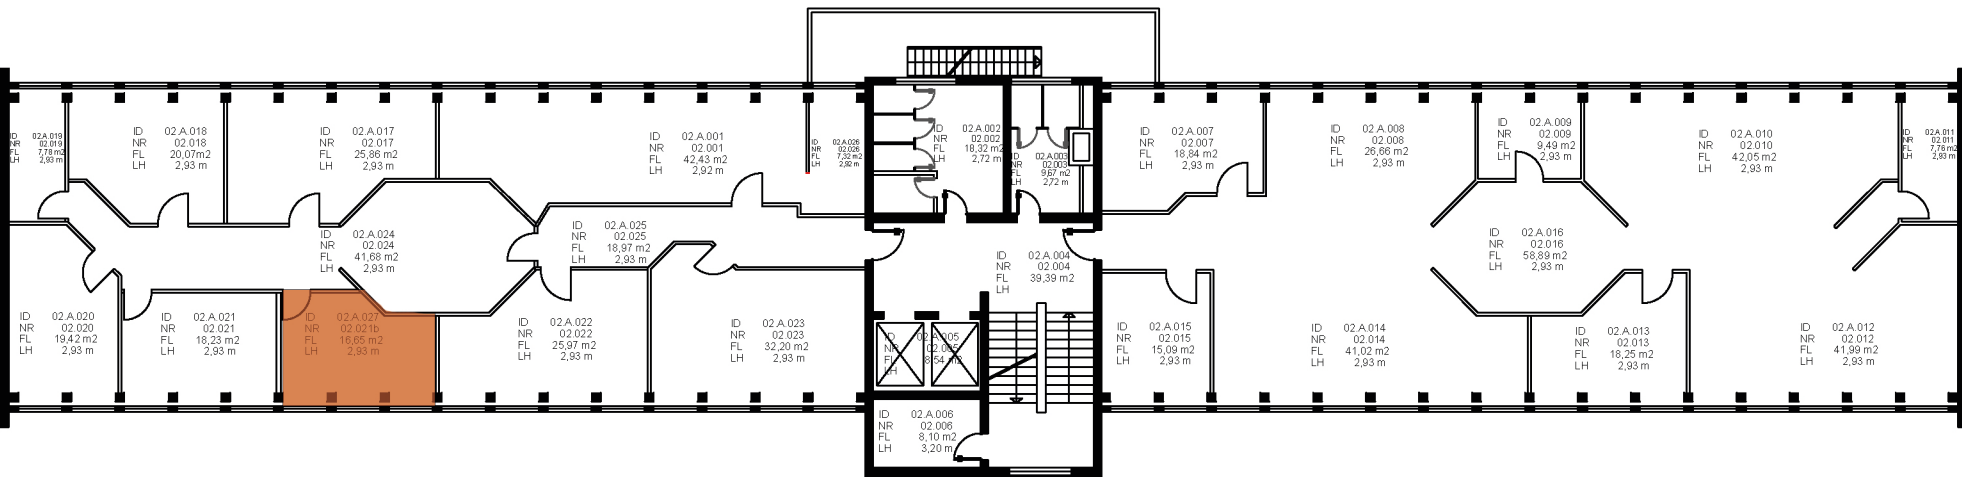 ID 02.A.019
NR 02.019
FL 7,78 m2
LH 2,93 m
ID 02.A.018
NR 02.018
FL 20,07m2
LH 2,93 m
ID 02.A.017
NR 02.017
FL 25,86 m2
LH 2,93 m
ID 02.A.001
NR 02.001
FL 42,43 m2
LH 2,92 m
ID 02.A.026
NR 02.026
FL 7,32 m2
LH 2,92 m
ID 02.A.002
NR 02.002
FL 18,32 m2
LH 2,72 m
ID 02.A.003
NR 02.003
FL 9,67 m2
LH 2,72 m
ID 02.A.007
NR 02.007
FL 18,84 m2
LH 2,93 m
ID 02.A.008
NR 02.008
FL 26,66 m2
LH 2,93 m
ID 02.A.009
NR 02.009
FL 9,49 m2
LH 2,93 m
ID 02.A.010
NR 02.010
FL 42,05 m2
LH 2,93 m
ID 02.A.011
NR 02.011
FL 7,76 m2
LH 2,93 m
ID 02.A.024
NR 02.024
FL 41,68 m2
LH 2,93 m
ID 02.A.025
NR 02.025
FL 18,97 m2
LH 2,93 m
ID 02.A.004
NR 02.004
FL 39,39 m2
LH
ID 02.A.016
NR 02.016
FL 58,89 m2
LH 2,93 m
ID 02.A.020
NR 02.020
FL 19,42 m2
LH 2,93 m
ID 02.A.021
NR 02.021
FL 18,23 m2
LH 2,93 m
ID 02.A.027
NR 02.021b
FL 16,65 m2
LH 2,93 m
ID 02.A.022
NR 02.022
FL 25,97 m2
LH 2,93 m
ID 02.A.023
NR 02.023
FL 32,20 m2
LH 2,93 m
ID 02.A.005
NR 02.005
FL 8,54 m2
LH
ID 02.A.015
NR 02.015
FL 15,09 m2
LH 2,93 m
ID 02.A.014
NR 02.014
FL 41,02 m2
LH 2,93 m
ID 02.A.013
NR 02.013
FL 18,25 m2
LH 2,93 m
ID 02.A.012
NR 02.012
FL 41,99 m2
LH 2,93 m
ID 02.A.006
NR 02.006
FL 8,10 m2
LH 3,20 m